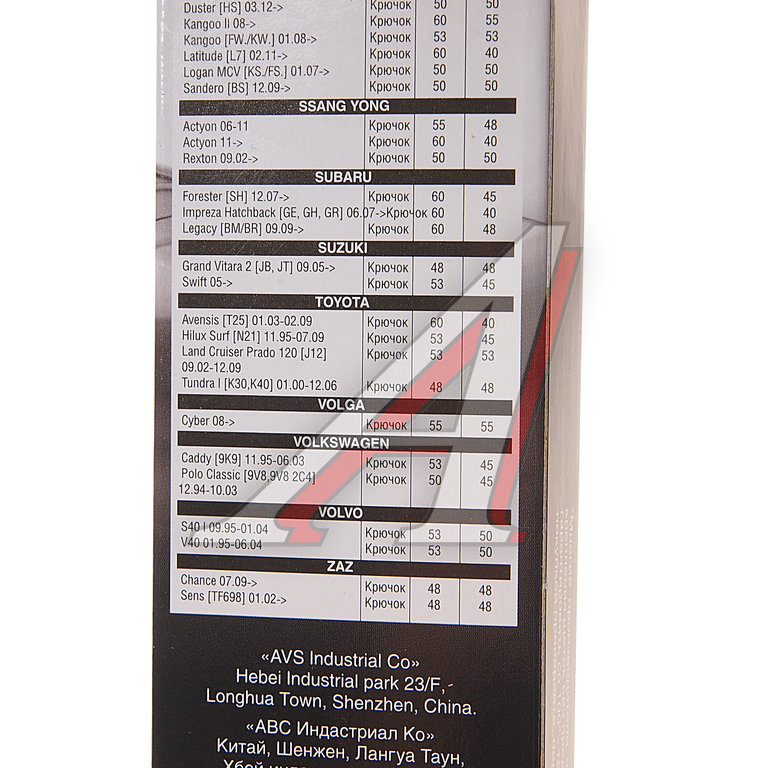 Duster [HS] 03.12-> Крючок 50 50
Kangoo II 08-> Крючок 60 55
Kangoo [FW./KW.] 01.08-> Крючок 53 53
Latitude [L7] 02.11-> Крючок 60 40
Logan MCV [KS./FS.] 01.07-> Крючок 50 50
Sandero [BS] 12.09-> Крючок 50 50
SSANG YONG
Actyon 06-11 Крючок 55 48
Actyon 11-> Крючок 60 40
Rexton 09.02-> Крючок 50 50
SUBARU
Forester [SH] 12.07-> Крючок 60 45
Impreza Hatchback [GE, GH, GR] 06.07->Крючок 60 40
Legacy [BM/BR] 09.09-> Крючок 60 48
SUZUKI
Grand Vitara 2 [JB, JT] 09.05-> Крючок 48 48
Swift 05-> Крючок 53 45
TOYOTA
Avensis [T25] 01.03-02.09 Крючок 60 40
Hilux Surf [N21] 11.95-07.09 Крючок 53 45
Land Cruiser Prado 120 [J12] Крючок 53 53
09.02-12.09
Tundra I [K30,K40] 01.00-12.06 Крючок 48 48
VOLGA
Cyber 08-> Крючок 55 55
VOLKSWAGEN
Caddy [9K9] 11.95-06.03 Крючок 53 45
Polo Classic [9V8,9V8 2C4] Крючок 50 45
12.94-10.03
VOLVO
S40 I 09.95-01.04 Крючок 53 50
V40 01.95-06.04 Крючок 53 50
ZAZ
Chance 07.09-> Крючок 48 48
Sens [TF698] 01.02-> Крючок 48 48
«AVS Industrial Co»
Hebei Industrial park 23/F,
Longhua Town, Shenzhen, China.
«АВС Индастриал Ко»
Китай, Шенжен, Лангуа Таун,
Хбей